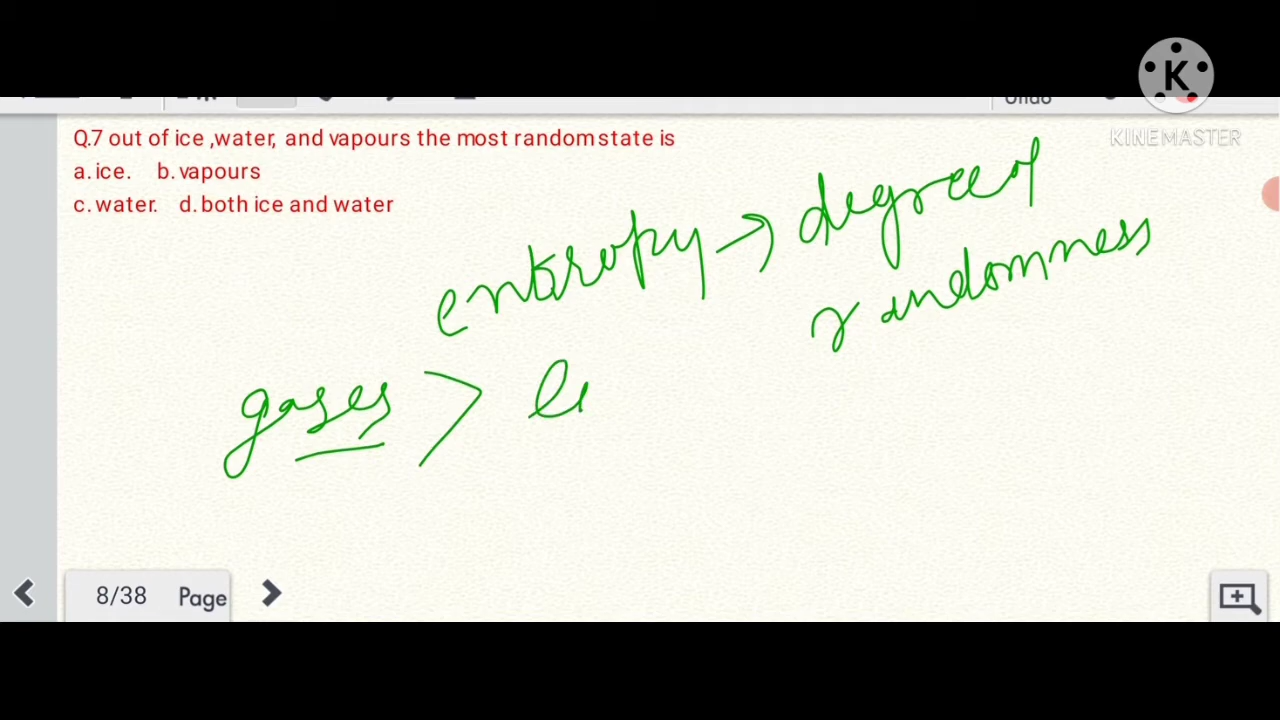 K
KINEMASTER
Undo
Q.7 out of ice ,water, and vapours the most random state is
a. ice. b. vapours
c. water. d. both ice and water
entropy → degree of
randomness
gases > li
8/38 Page